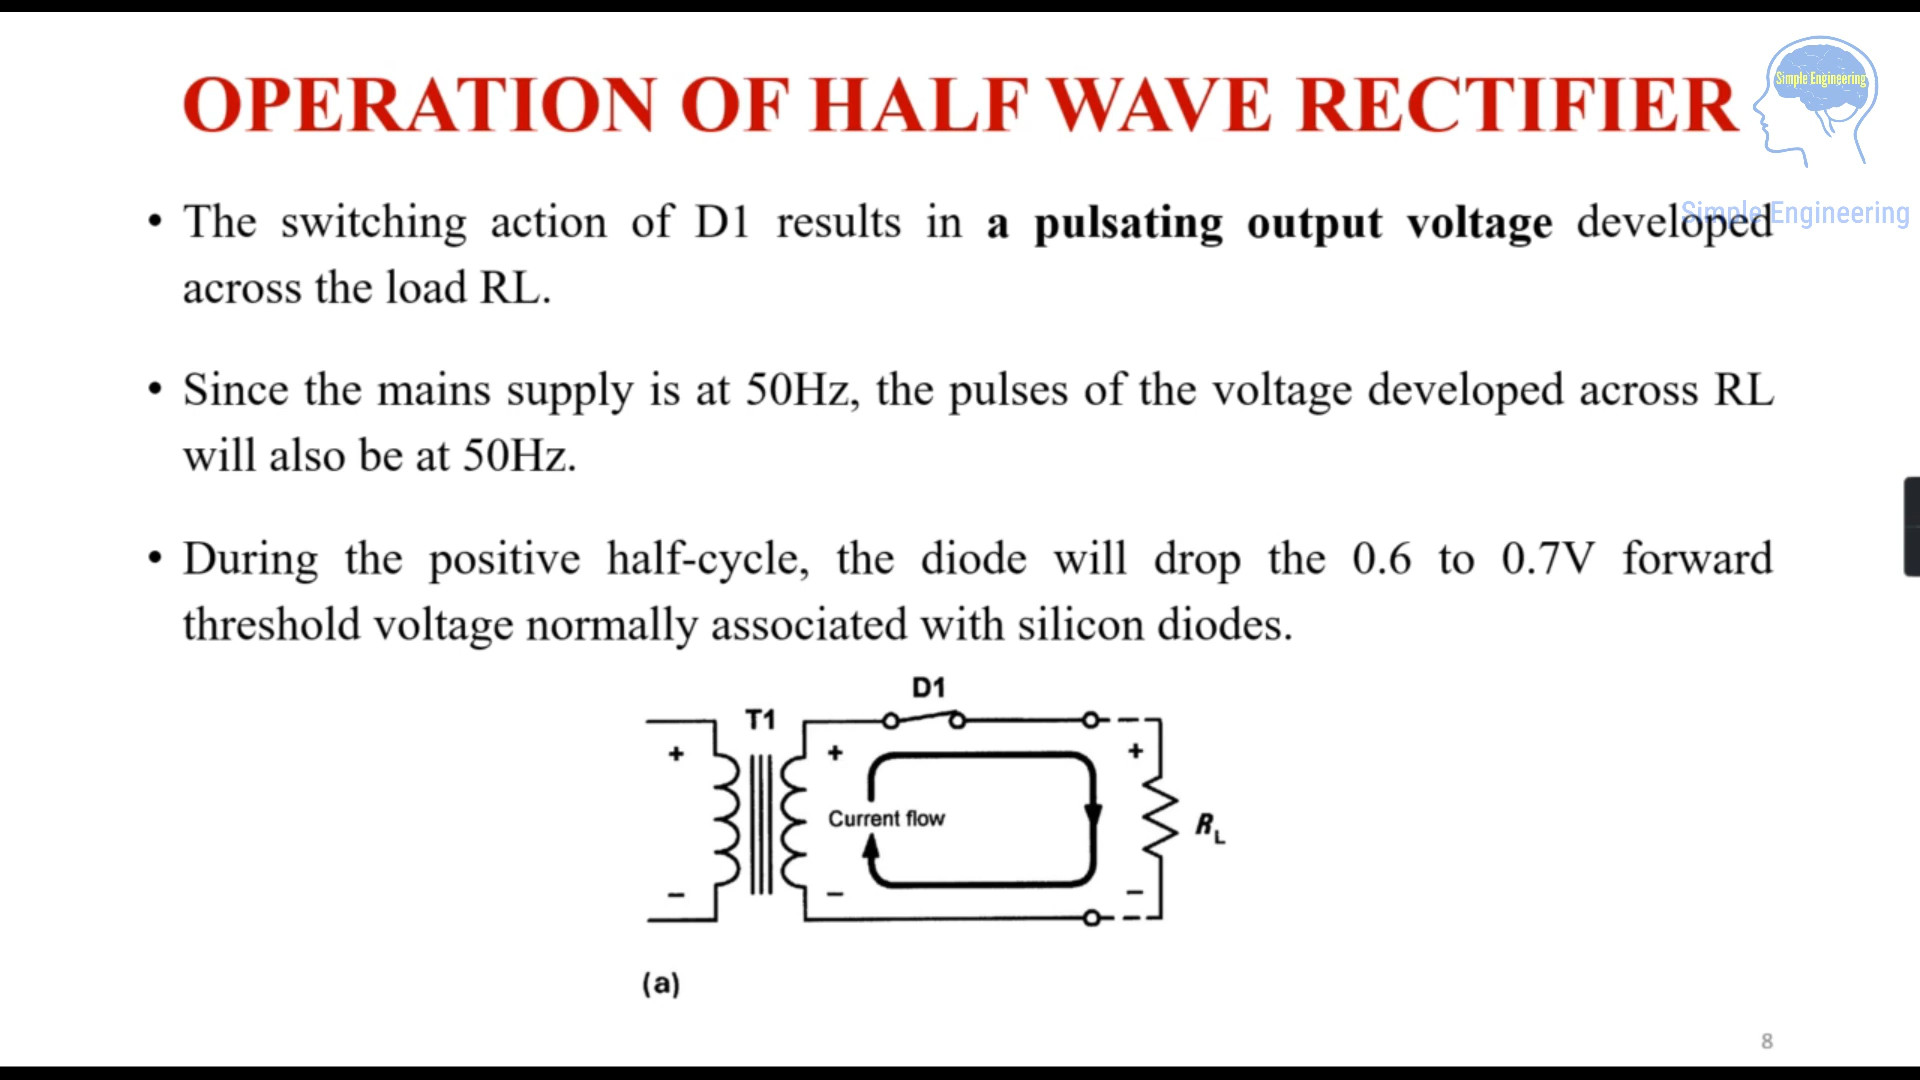 OPERATION OF HALF WAVE RECTIFIER
Simple Engineering
Simple Engineering
• The switching action of D1 results in a pulsating output voltage developed
across the load RL.
• Since the mains supply is at 50Hz, the pulses of the voltage developed across RL
will also be at 50Hz.
• During the positive half-cycle, the diode will drop the 0.6 to 0.7V forward
threshold voltage normally associated with silicon diodes.
D1
T1
+ + +
Current flow
RL
− − −
(a)
8